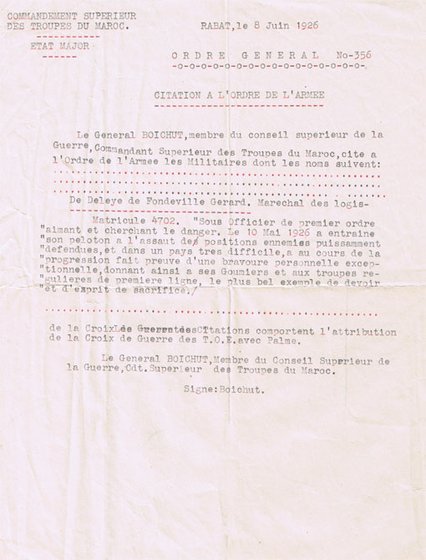 COMMANDEMENT SUPERIEUR
DES TROUPES DU MAROC.
RABAT,le 8 Juin 1926
ETAT MAJOR
ORDRE GENERAL No-356
CITATION A L'ORDRE DE L'ARMEE
Le General BOICHUT,membre du conseil superieur de la
Guerre,Commandant Superieur des Troupes du Maroc,cite a
l'Ordre de l'Armee les Militaires dont les noms suivent:
De Deleye de Fondeville Gerard. Marechal des logis-
Matricule 4702. "Sous Officier de premier ordre
"aimant et cherchant le danger. Le 10 Mai 1926 a entraine
"son peloton a l'assaut des positions ennemies puissamment
"defendues,et dans un pays tres difficile,a au cours de la
"progression fait preuve d'une bravoure personnelle excep-
"tionnelle,donnant ainsi a ses Goumiers et aux troupes re-
"gulieres de premiere ligne, le plus bel exemple de devoir
"et d'esprit de sacrifice./
de la Croix Citations comportent l'attribution
de la Croix de Guerre des T.O.E.avec Palme.
Le General BOICHUT,Membre du Conseil Superieur de
la Guerre,Cdt.Superieur des Troupes du Maroc.
Signe:Boichut.